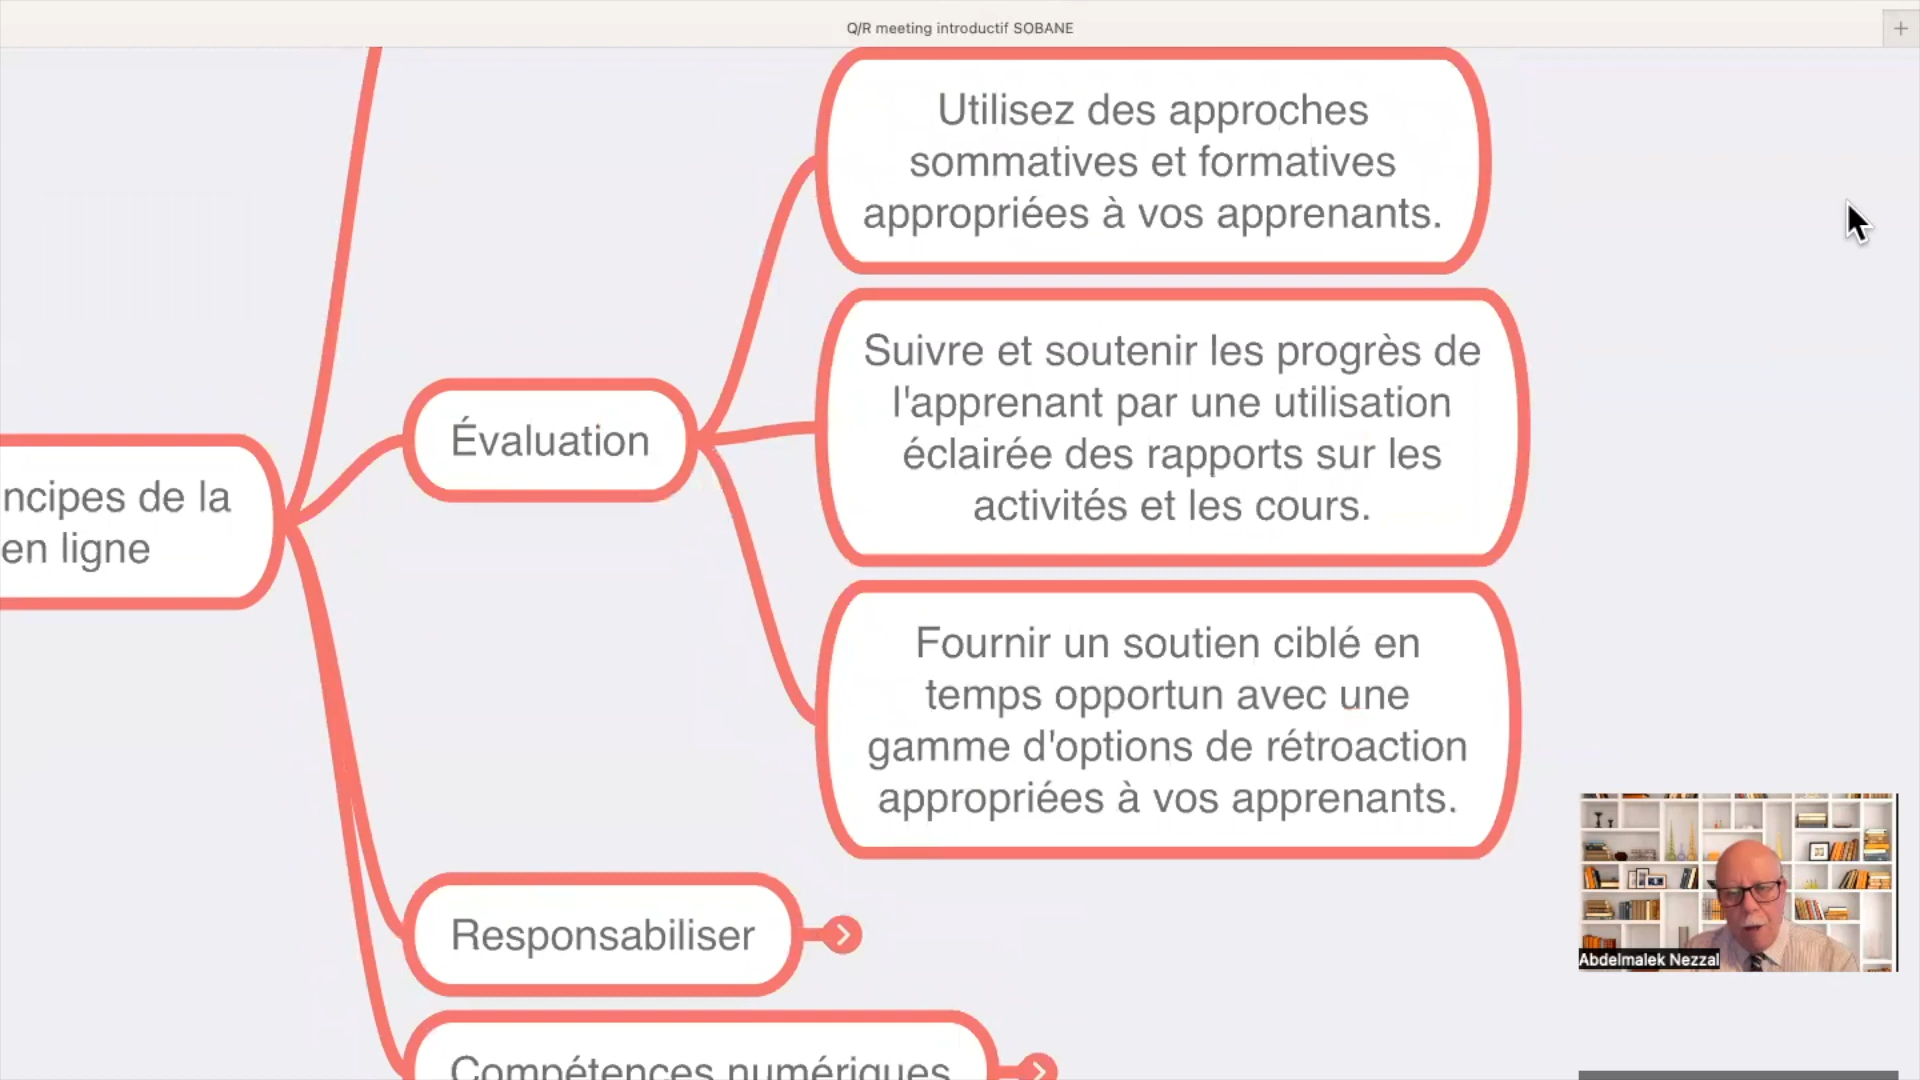 Q/R meeting introductif SOBANE
Utilisez des approches
sommatives et formatives
appropriées à vos apprenants.
Suivre et soutenir les progrès de
l'apprenant par une utilisation
éclairée des rapports sur les
activités et les cours.
Évaluation
ncipes de la
en ligne
Fournir un soutien ciblé en
temps opportun avec une
gamme d'options de rétroaction
appropriées à vos apprenants.
Responsabiliser
Compétences numériques
Abdelmalek Nezzal